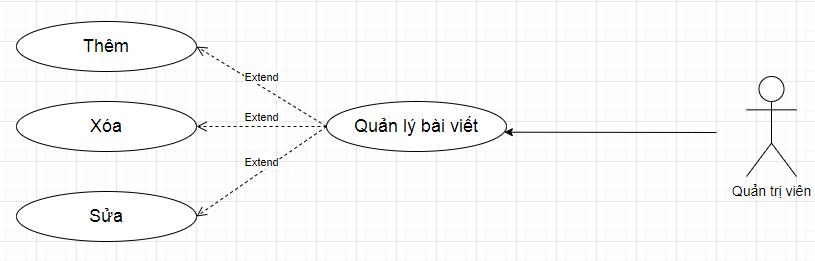 Thêm
Extend
Xóa
Extend
Quản lý bài viết
Extend
Quản trị viên
Sửa